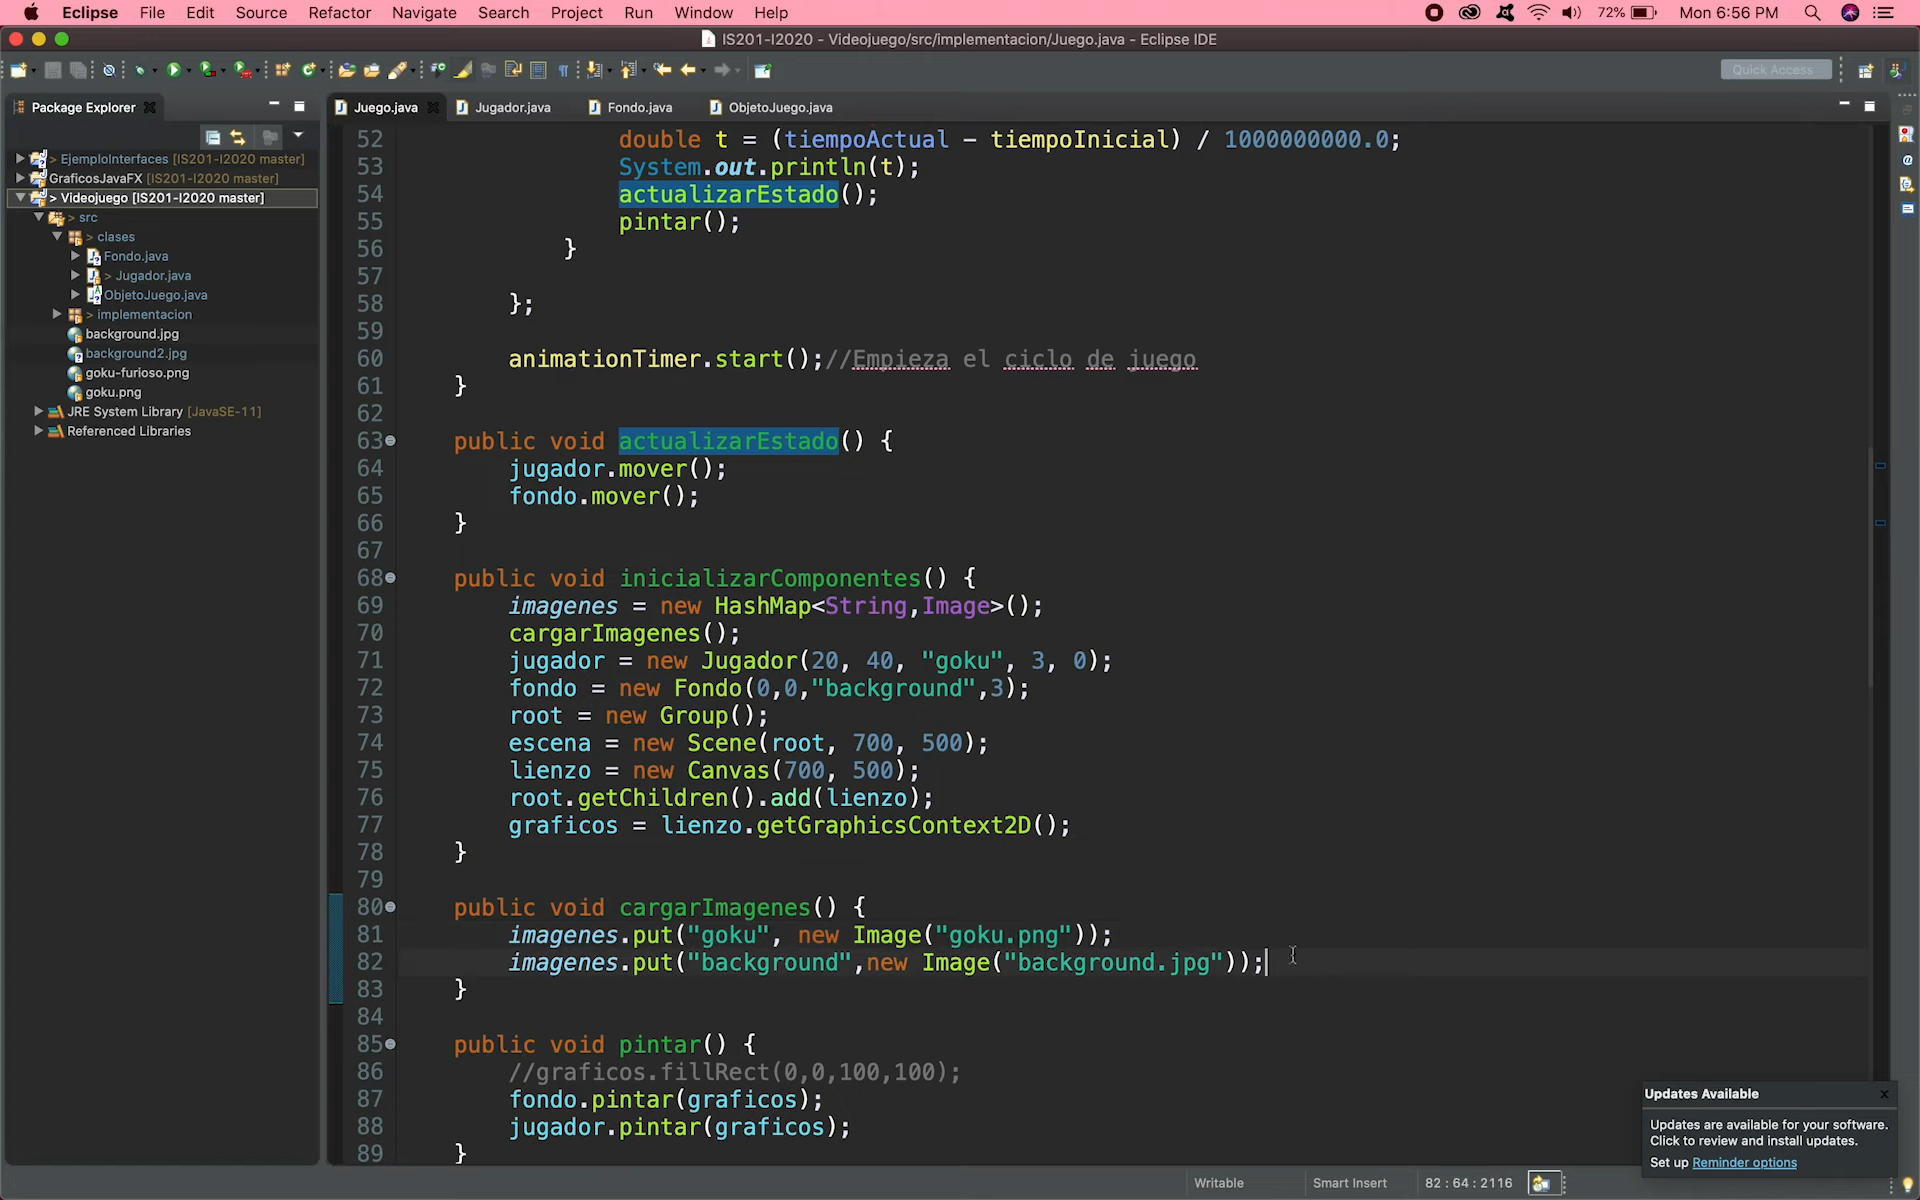 Eclipse File Edit Source Refactor Navigate Search Project Run Window Help 72% Mon 6:56 PM
IS201-I2020 - Videojuego/src/implementacion/Juego.java - Eclipse IDE
Quick Access
Package Explorer
Juego.java Jugador.java Fondo.java ObjetoJuego.java
> EjemploInterfaces [IS201-I2020 master]
GraficosJavaFX [IS201-I2020 master]
> Videojuego [IS201-I2020 master]
> src
> clases
Fondo.java
> Jugador.java
ObjetoJuego.java
> implementacion
background.jpg
background2.jpg
goku-furioso.png
goku.png
JRE System Library [JavaSE-11]
Referenced Libraries
52 double t = (tiempoActual - tiempoInicial) / 1000000000.0;
53 System.out.println(t);
54 actualizarEstado();
55 pintar();
56 }
57
58 };
59
60 animationTimer.start();//Empieza el ciclo de juego
61 }
62
63 public void actualizarEstado() {
64 jugador.mover();
65 fondo.mover();
66 }
67
68 public void inicializarComponentes() {
69 imagenes = new HashMap<String,Image>();
70 cargarImagenes();
71 jugador = new Jugador(20, 40, "goku", 3, 0);
72 fondo = new Fondo(0,0,"background",3);
73 root = new Group();
74 escena = new Scene(root, 700, 500);
75 lienzo = new Canvas(700, 500);
76 root.getChildren().add(lienzo);
77 graficos = lienzo.getGraphicsContext2D();
78 }
79
80 public void cargarImagenes() {
81 imagenes.put("goku", new Image("goku.png"));
82 imagenes.put("background",new Image("background.jpg"));
83 }
84
85 public void pintar() {
86 //graficos.fillRect(0,0,100,100);
87 fondo.pintar(graficos);
88 jugador.pintar(graficos);
89 }
Updates Available
Updates are available for your software.
Click to review and install updates.
Set up Reminder options
Writable Smart Insert 82 : 64 : 2116